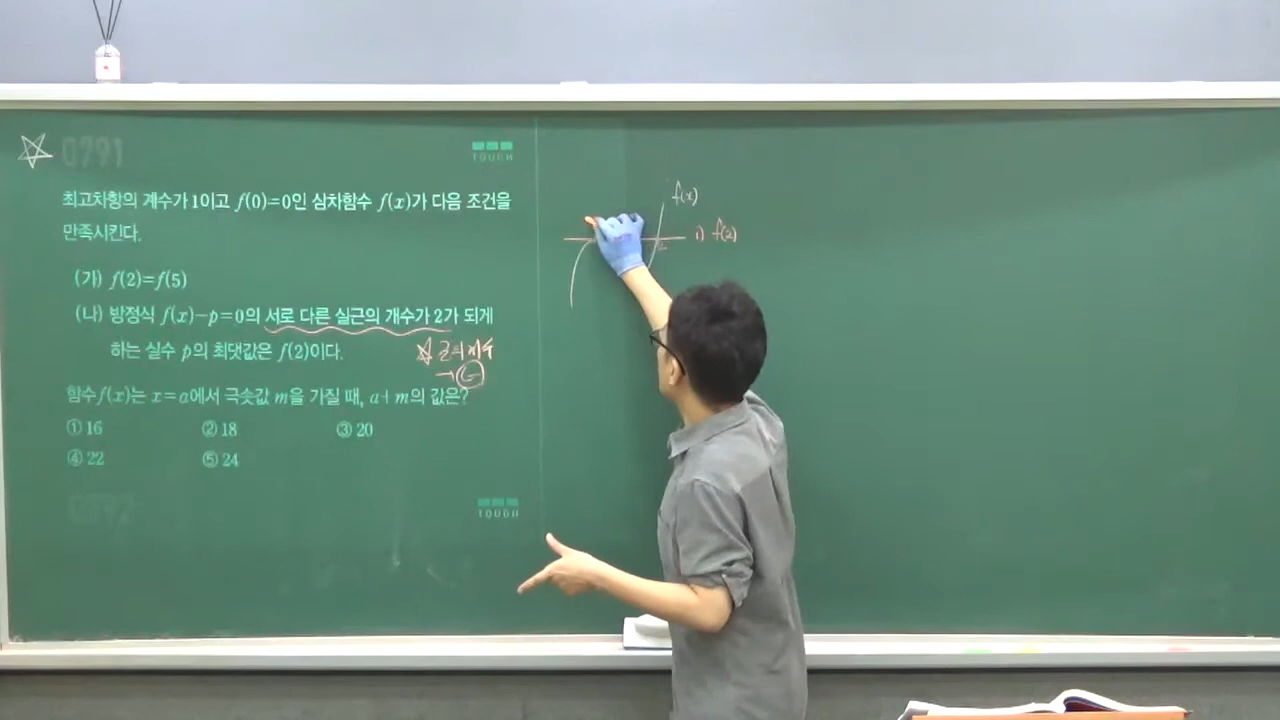 0791
TOUCH
최고차항의 계수가 1이고 f(0)=0인 삼차함수 f(x)가 다음 조건을
만족시킨다.
(가) f(2)=f(5)
(나) 방정식 f(x)-p=0의 서로 다른 실근의 개수가 2가 되게
하는 실수 p의 최댓값은 f(2)이다.
☆ 근의 개수
→ G
함수 f(x)는 x=a에서 극솟값 m을 가질 때, a+m의 값은?
① 16 ② 18 ③ 20
④ 22 ⑤ 24
0792
TOUCH
f(x)
1) f(2)
2